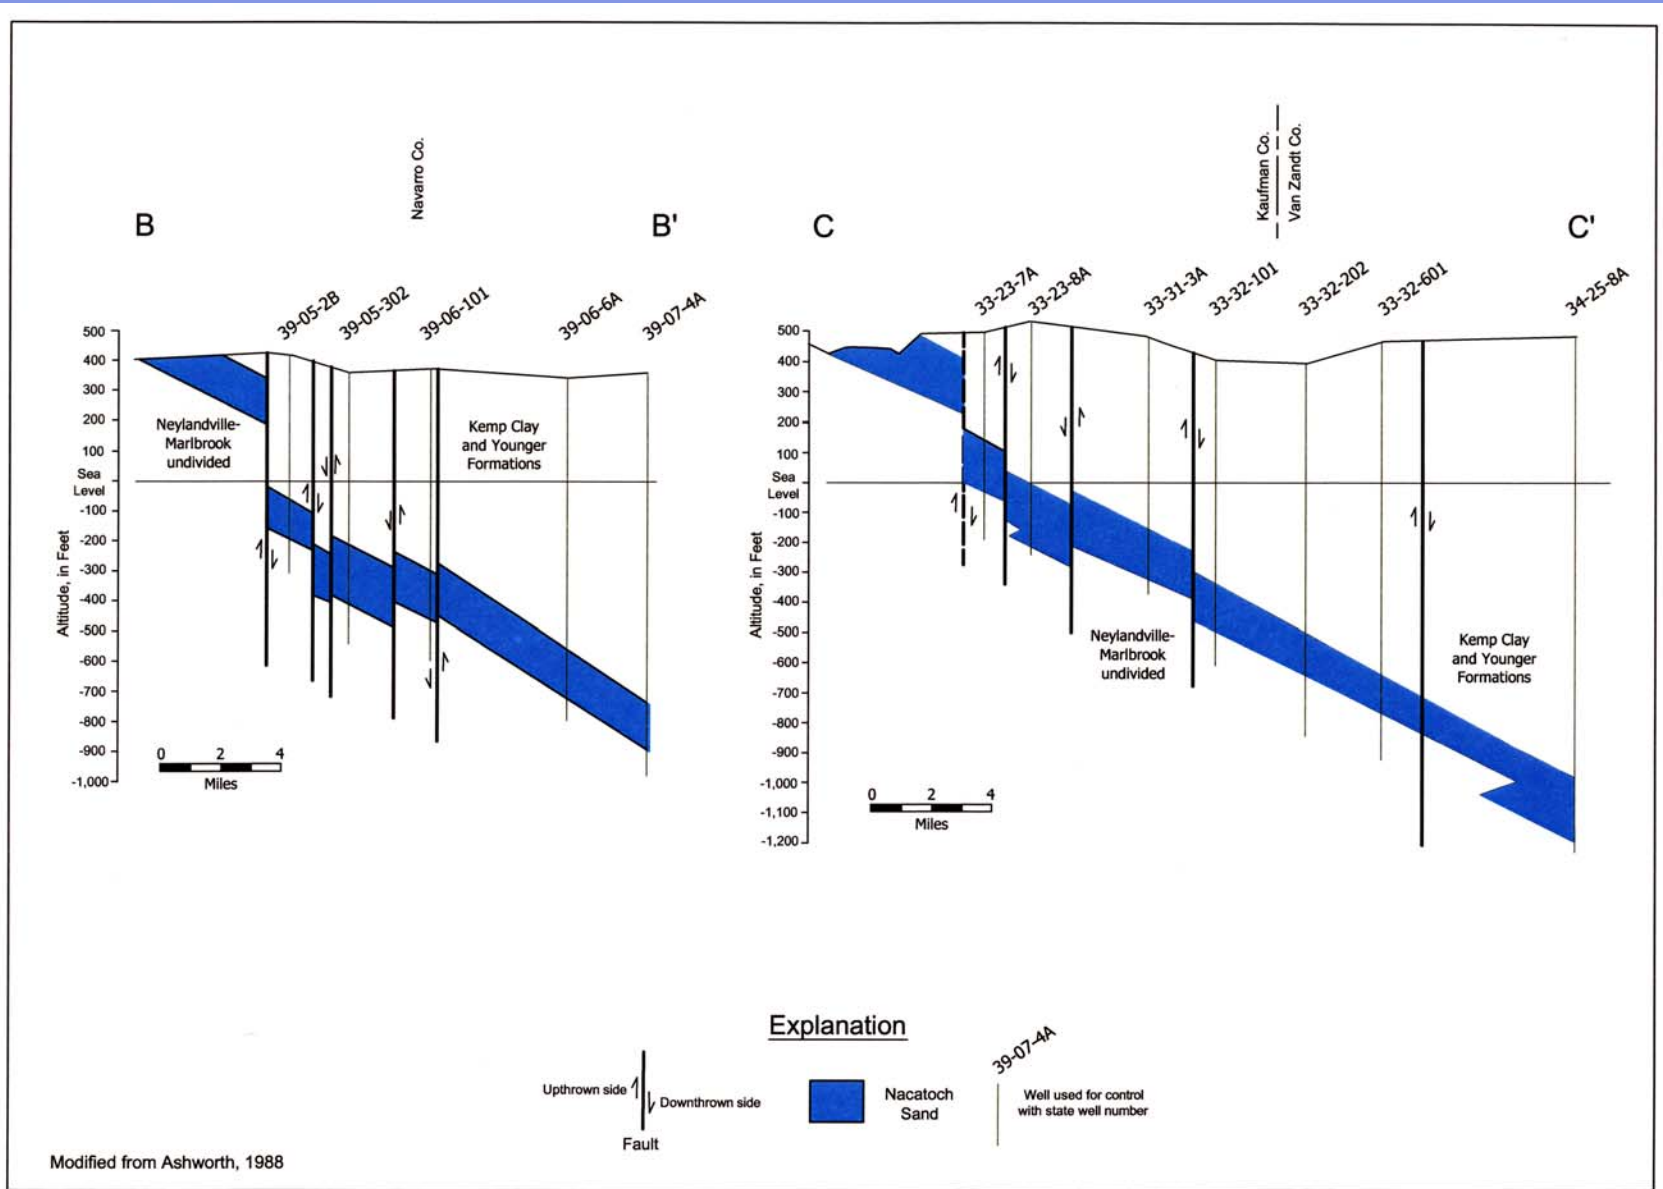 Navarro Co.
Kaufman Co.
Van Zandt Co.
B
B'
C
C'
39-05-2B
39-05-302
39-06-101
39-06-6A
39-07-4A
33-23-7A
33-23-8A
33-31-3A
33-32-101
33-32-202
33-32-601
34-25-8A
Altitude, in Feet
500
400
300
200
100
Sea
Level
-100
-200
-300
-400
-500
-600
-700
-800
-900
-1,000
Neylandville-
Marlbrook
undivided
Kemp Clay
and Younger
Formations
0 2 4
Miles
Altitude, in Feet
500
400
300
200
100
Sea
Level
-100
-200
-300
-400
-500
-600
-700
-800
-900
-1,000
-1,100
-1,200
Neylandville-
Marlbrook
undivided
Kemp Clay
and Younger
Formations
0 2 4
Miles
Explanation
Upthrown side
Downthrown side
Fault
Nacatoch
Sand
39-07-4A
Well used for control
with state well number
Modified from Ashworth, 1988